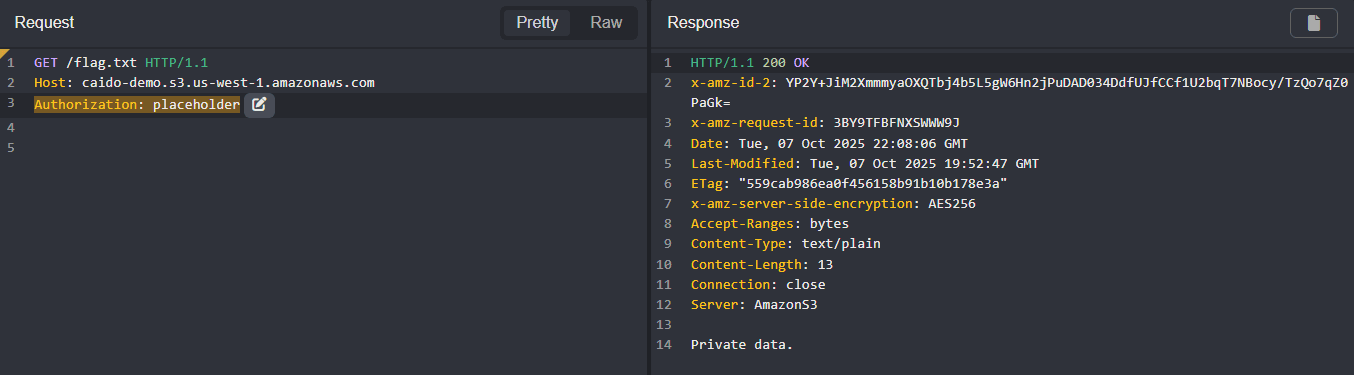 Request
Pretty
Raw
1 GET /flag.txt HTTP/1.1
2 Host: caido-demo.s3.us-west-1.amazonaws.com
3 Authorization: placeholder
4
5
Response
1 HTTP/1.1 200 OK
2 x-amz-id-2: YP2Y+JiM2XmmmyaOXQTbj4b5L5gW6Hn2jPuDAD034DdfUJfCCf1U2bqT7NBocy/TzQo7qZ0
PaGk=
3 x-amz-request-id: 3BY9TFBFNXSWWW9J
4 Date: Tue, 07 Oct 2025 22:08:06 GMT
5 Last-Modified: Tue, 07 Oct 2025 19:52:47 GMT
6 ETag: "559cab986ea0f456158b91b10b178e3a"
7 x-amz-server-side-encryption: AES256
8 Accept-Ranges: bytes
9 Content-Type: text/plain
10 Content-Length: 13
11 Connection: close
12 Server: AmazonS3
13
14 Private data.